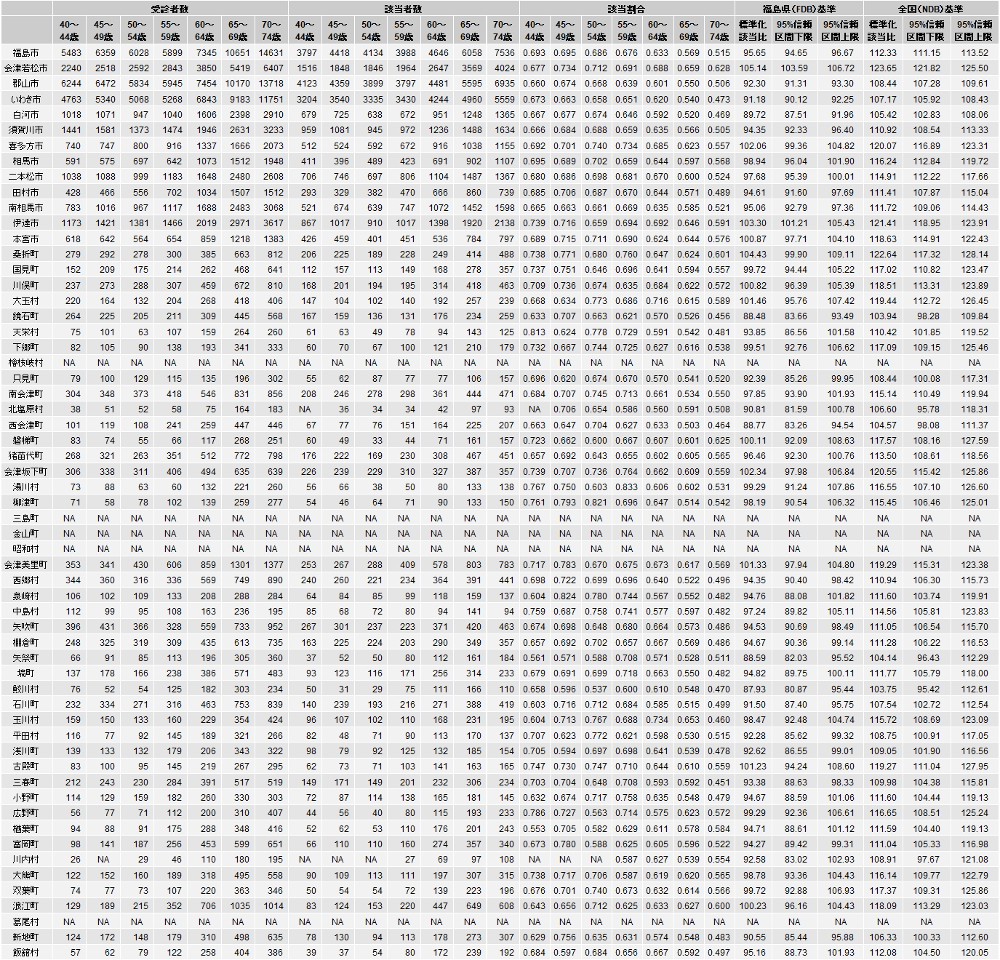 受診者数 該当者数 該当割合 福島県(FDB)基準 全国(NDB)基準
40～ 45～ 50～ 55～ 60～ 65～ 70～ 40～ 45～ 50～ 55～ 60～ 65～ 70～ 40～ 45～ 50～ 55～ 60～ 65～ 70～ 標準化 95%信頼 95%信頼 標準化 95%信頼 95%信頼
44歳 49歳 54歳 59歳 64歳 69歳 74歳 44歳 49歳 54歳 59歳 64歳 69歳 74歳 44歳 49歳 54歳 59歳 64歳 69歳 74歳 該当比 区間下限 区間上限 該当比 区間下限 区間上限
福島市 5483 6359 6028 5899 7345 10651 14631 3797 4418 4134 3988 4646 6058 7536 0.693 0.695 0.686 0.676 0.633 0.569 0.515 95.65 94.65 96.67 112.33 111.15 113.52
会津若松市 2240 2518 2592 2843 3850 5419 6407 1516 1848 1846 1964 2647 3569 4024 0.677 0.734 0.712 0.691 0.688 0.659 0.628 105.14 103.59 106.72 123.65 121.82 125.50
郡山市 6244 6472 5834 5945 7454 10170 13718 4123 4359 3899 3797 4481 5595 6935 0.660 0.674 0.668 0.639 0.601 0.550 0.506 92.30 91.31 93.30 108.44 107.28 109.61
いわき市 4763 5340 5068 5268 6843 9183 11751 3204 3540 3335 3430 4244 4960 5559 0.673 0.663 0.658 0.651 0.620 0.540 0.473 91.18 90.12 92.25 107.17 105.92 108.43
白河市 1018 1071 947 1040 1606 2398 2910 679 725 638 672 951 1248 1365 0.667 0.677 0.674 0.646 0.592 0.520 0.469 89.72 87.51 91.96 105.42 102.83 108.06
須賀川市 1441 1581 1373 1474 1946 2631 3233 959 1081 945 972 1236 1488 1634 0.666 0.684 0.688 0.659 0.635 0.566 0.505 94.35 92.33 96.40 110.92 108.54 113.33
喜多方市 740 747 800 916 1337 1666 2073 512 524 592 672 916 1038 1155 0.692 0.701 0.740 0.734 0.685 0.623 0.557 102.06 99.36 104.82 120.07 116.89 123.31
相馬市 591 575 697 642 1073 1512 1948 411 396 489 423 691 902 1107 0.695 0.689 0.702 0.659 0.644 0.597 0.568 98.94 96.04 101.90 116.24 112.84 119.72
二本松市 1038 1088 999 1183 1648 2480 2608 706 746 697 806 1104 1487 1367 0.680 0.686 0.698 0.681 0.670 0.600 0.524 97.68 95.39 100.01 114.91 112.22 117.66
田村市 428 466 556 702 1034 1507 1512 293 329 382 470 666 860 739 0.685 0.706 0.687 0.670 0.644 0.571 0.489 94.61 91.60 97.69 111.41 107.87 115.04
南相馬市 783 1016 967 1117 1688 2483 3068 521 674 639 747 1072 1452 1598 0.665 0.663 0.661 0.669 0.635 0.585 0.521 95.06 92.79 97.36 111.72 109.06 114.43
伊達市 1173 1421 1381 1466 2019 2971 3617 867 1017 910 1017 1398 1920 2138 0.739 0.716 0.659 0.694 0.692 0.646 0.591 103.30 101.21 105.43 121.41 118.95 123.91
本宮市 618 642 564 654 859 1218 1383 426 459 401 451 536 784 797 0.689 0.715 0.711 0.690 0.624 0.644 0.576 100.87 97.71 104.10 118.63 114.91 122.43
桑折町 279 292 278 300 385 663 812 206 225 189 228 249 414 488 0.738 0.771 0.680 0.760 0.647 0.624 0.601 104.43 99.90 109.11 122.64 117.32 128.14
国見町 152 209 175 214 262 468 641 112 157 113 149 168 278 357 0.737 0.751 0.646 0.696 0.641 0.594 0.557 99.72 94.44 105.22 117.02 110.82 123.47
川俣町 237 273 288 307 459 672 810 168 201 194 195 314 418 463 0.709 0.736 0.674 0.635 0.684 0.622 0.572 100.82 96.39 105.39 118.51 113.31 123.89
大玉村 220 164 132 204 268 418 406 147 104 102 140 192 257 239 0.668 0.634 0.773 0.686 0.716 0.615 0.589 101.46 95.76 107.42 119.44 112.72 126.45
鏡石町 264 225 205 211 309 445 568 167 159 136 131 176 234 259 0.633 0.707 0.663 0.621 0.570 0.526 0.456 88.48 83.66 93.49 103.94 98.28 109.84
天栄村 75 101 63 107 159 264 260 61 63 49 78 94 143 125 0.813 0.624 0.778 0.729 0.591 0.542 0.481 93.85 86.56 101.58 110.42 101.85 119.52
下郷町 82 105 90 138 193 341 333 60 70 67 100 121 210 179 0.732 0.667 0.744 0.725 0.627 0.616 0.538 99.51 92.76 106.62 117.09 109.15 125.46
檜枝岐村 NA NA NA NA NA NA NA NA NA NA NA NA NA NA NA NA NA NA NA NA NA NA NA NA NA NA NA
只見町 79 100 129 115 135 196 302 55 62 87 77 77 106 157 0.696 0.620 0.674 0.670 0.570 0.541 0.520 92.39 85.26 99.95 108.44 100.08 117.31
南会津町 304 348 373 418 546 831 856 208 246 278 298 361 444 471 0.684 0.707 0.745 0.713 0.661 0.534 0.550 97.85 93.90 101.93 115.14 110.49 119.94
北塩原村 38 51 52 58 75 164 183 NA 36 34 34 42 97 93 NA 0.706 0.654 0.586 0.560 0.591 0.508 90.81 81.59 100.78 106.60 95.78 118.31
西会津町 101 119 108 241 259 447 446 67 77 76 151 164 225 207 0.663 0.647 0.704 0.627 0.633 0.503 0.464 88.77 83.26 94.54 104.57 98.08 111.37
磐梯町 83 74 55 66 117 268 251 60 49 33 44 71 161 157 0.723 0.662 0.600 0.667 0.607 0.601 0.625 100.11 92.09 108.63 117.57 108.16 127.59
猪苗代町 268 321 263 351 512 772 798 176 222 169 230 308 467 451 0.657 0.692 0.643 0.655 0.602 0.605 0.565 96.46 92.30 100.76 113.50 108.61 118.56
会津坂下町 306 338 311 406 494 635 639 226 239 229 310 327 387 357 0.739 0.707 0.736 0.764 0.662 0.609 0.559 102.34 97.98 106.84 120.55 115.42 125.86
湯川村 73 88 63 60 132 221 260 56 66 38 50 80 133 138 0.767 0.750 0.603 0.833 0.606 0.602 0.531 99.29 91.24 107.86 116.55 107.10 126.60
柳津町 71 58 78 102 139 259 277 54 46 64 71 90 133 150 0.761 0.793 0.821 0.696 0.647 0.514 0.542 98.19 90.54 106.32 115.45 106.46 125.01
三島町 NA NA NA NA NA NA NA NA NA NA NA NA NA NA NA NA NA NA NA NA NA NA NA NA NA NA NA
金山町 NA NA NA NA NA NA NA NA NA NA NA NA NA NA NA NA NA NA NA NA NA NA NA NA NA NA NA
昭和村 NA NA NA NA NA NA NA NA NA NA NA NA NA NA NA NA NA NA NA NA NA NA NA NA NA NA NA
会津美里町 353 341 430 606 859 1301 1377 253 267 288 409 578 803 783 0.717 0.783 0.670 0.675 0.673 0.617 0.569 101.33 97.94 104.80 119.29 115.31 123.38
西郷村 344 360 316 336 569 749 890 240 260 221 234 364 391 441 0.698 0.722 0.699 0.696 0.640 0.522 0.496 94.35 90.40 98.42 110.94 106.30 115.73
泉崎村 106 102 109 133 208 288 284 64 84 85 99 118 159 137 0.604 0.824 0.780 0.744 0.567 0.552 0.482 94.76 88.08 101.82 111.60 103.74 119.91
中島村 112 99 95 108 163 236 195 85 68 72 80 94 141 94 0.759 0.687 0.758 0.741 0.577 0.597 0.482 97.24 89.82 105.11 114.56 105.81 123.83
矢吹町 396 431 366 328 559 733 952 267 301 237 223 371 420 463 0.674 0.698 0.648 0.680 0.664 0.573 0.486 94.53 90.69 98.49 111.05 106.54 115.70
棚倉町 248 325 319 309 435 613 735 163 225 224 203 290 349 357 0.657 0.692 0.702 0.657 0.667 0.569 0.486 94.67 90.36 99.14 111.28 106.22 116.53
矢祭町 66 91 85 113 196 305 360 37 52 50 80 112 161 184 0.561 0.571 0.588 0.708 0.571 0.528 0.511 88.59 82.03 95.52 104.14 96.43 112.29
塙町 137 178 166 238 386 571 483 93 123 116 171 256 314 233 0.679 0.691 0.699 0.718 0.663 0.550 0.482 94.82 89.75 100.11 111.77 105.79 118.00
鮫川村 76 52 54 125 182 303 234 50 31 29 75 111 166 110 0.658 0.596 0.537 0.600 0.610 0.548 0.470 87.93 80.87 95.44 103.75 95.42 112.61
石川町 232 334 271 316 463 753 839 140 239 193 216 271 388 419 0.603 0.716 0.712 0.684 0.585 0.515 0.499 91.50 87.40 95.75 107.54 102.72 112.54
玉川村 159 150 133 160 229 354 424 96 107 102 110 168 231 195 0.604 0.713 0.767 0.688 0.734 0.653 0.460 98.47 92.48 104.74 115.72 108.69 123.09
平田村 116 77 92 145 189 321 266 82 48 71 90 113 170 137 0.707 0.623 0.772 0.621 0.598 0.530 0.515 92.28 85.62 99.32 108.75 100.91 117.05
浅川町 139 133 132 179 206 343 322 98 79 92 125 132 185 154 0.705 0.594 0.697 0.698 0.641 0.539 0.478 92.62 86.55 99.01 109.05 101.90 116.56
古殿町 83 100 95 145 219 267 295 62 73 71 103 141 163 165 0.747 0.730 0.747 0.710 0.644 0.610 0.559 101.23 94.24 108.60 119.27 111.04 127.95
三春町 212 243 230 284 391 517 519 149 171 149 201 232 306 234 0.703 0.704 0.648 0.708 0.593 0.592 0.451 93.38 88.63 98.33 109.98 104.38 115.81
小野町 114 129 159 182 260 330 303 72 87 114 138 165 181 145 0.632 0.674 0.717 0.758 0.635 0.548 0.479 94.67 88.59 101.06 111.60 104.44 119.13
広野町 56 77 71 112 200 310 407 44 56 40 80 115 193 233 0.786 0.727 0.563 0.714 0.575 0.623 0.572 99.29 92.36 106.61 116.65 108.51 125.24
楢葉町 94 88 91 175 288 348 416 52 62 53 110 176 201 243 0.553 0.705 0.582 0.629 0.611 0.578 0.584 94.71 88.61 101.12 111.59 104.40 119.13
富岡町 98 141 187 256 453 599 651 66 110 110 160 274 357 340 0.673 0.780 0.588 0.625 0.605 0.596 0.522 94.27 89.42 99.31 111.04 105.33 116.98
川内村 26 NA 29 46 110 180 195 NA NA NA 27 69 97 108 NA NA NA 0.587 0.627 0.539 0.554 92.58 83.02 102.93 108.91 97.67 121.08
大熊町 122 152 160 189 318 495 558 90 109 113 111 197 307 315 0.738 0.717 0.706 0.587 0.619 0.620 0.565 98.78 93.36 104.43 116.14 109.77 122.79
双葉町 74 77 73 107 220 363 346 50 54 54 72 139 223 196 0.676 0.701 0.740 0.673 0.632 0.614 0.566 99.72 92.88 106.93 117.37 109.31 125.86
浪江町 129 189 215 352 706 1035 1014 83 124 153 220 447 649 608 0.643 0.656 0.712 0.625 0.633 0.627 0.600 100.23 96.16 104.43 118.09 113.29 123.03
葛尾村 NA NA NA NA NA NA NA NA NA NA NA NA NA NA NA NA NA NA NA NA NA NA NA NA NA NA NA
新地町 124 172 148 179 310 498 635 78 130 94 113 178 273 307 0.629 0.756 0.635 0.631 0.574 0.548 0.483 90.55 85.44 95.88 106.33 100.33 112.60
飯舘村 57 62 79 122 258 404 386 39 37 54 80 172 239 192 0.684 0.597 0.684 0.656 0.667 0.592 0.497 95.16 88.73 101.93 112.08 104.50 120.05